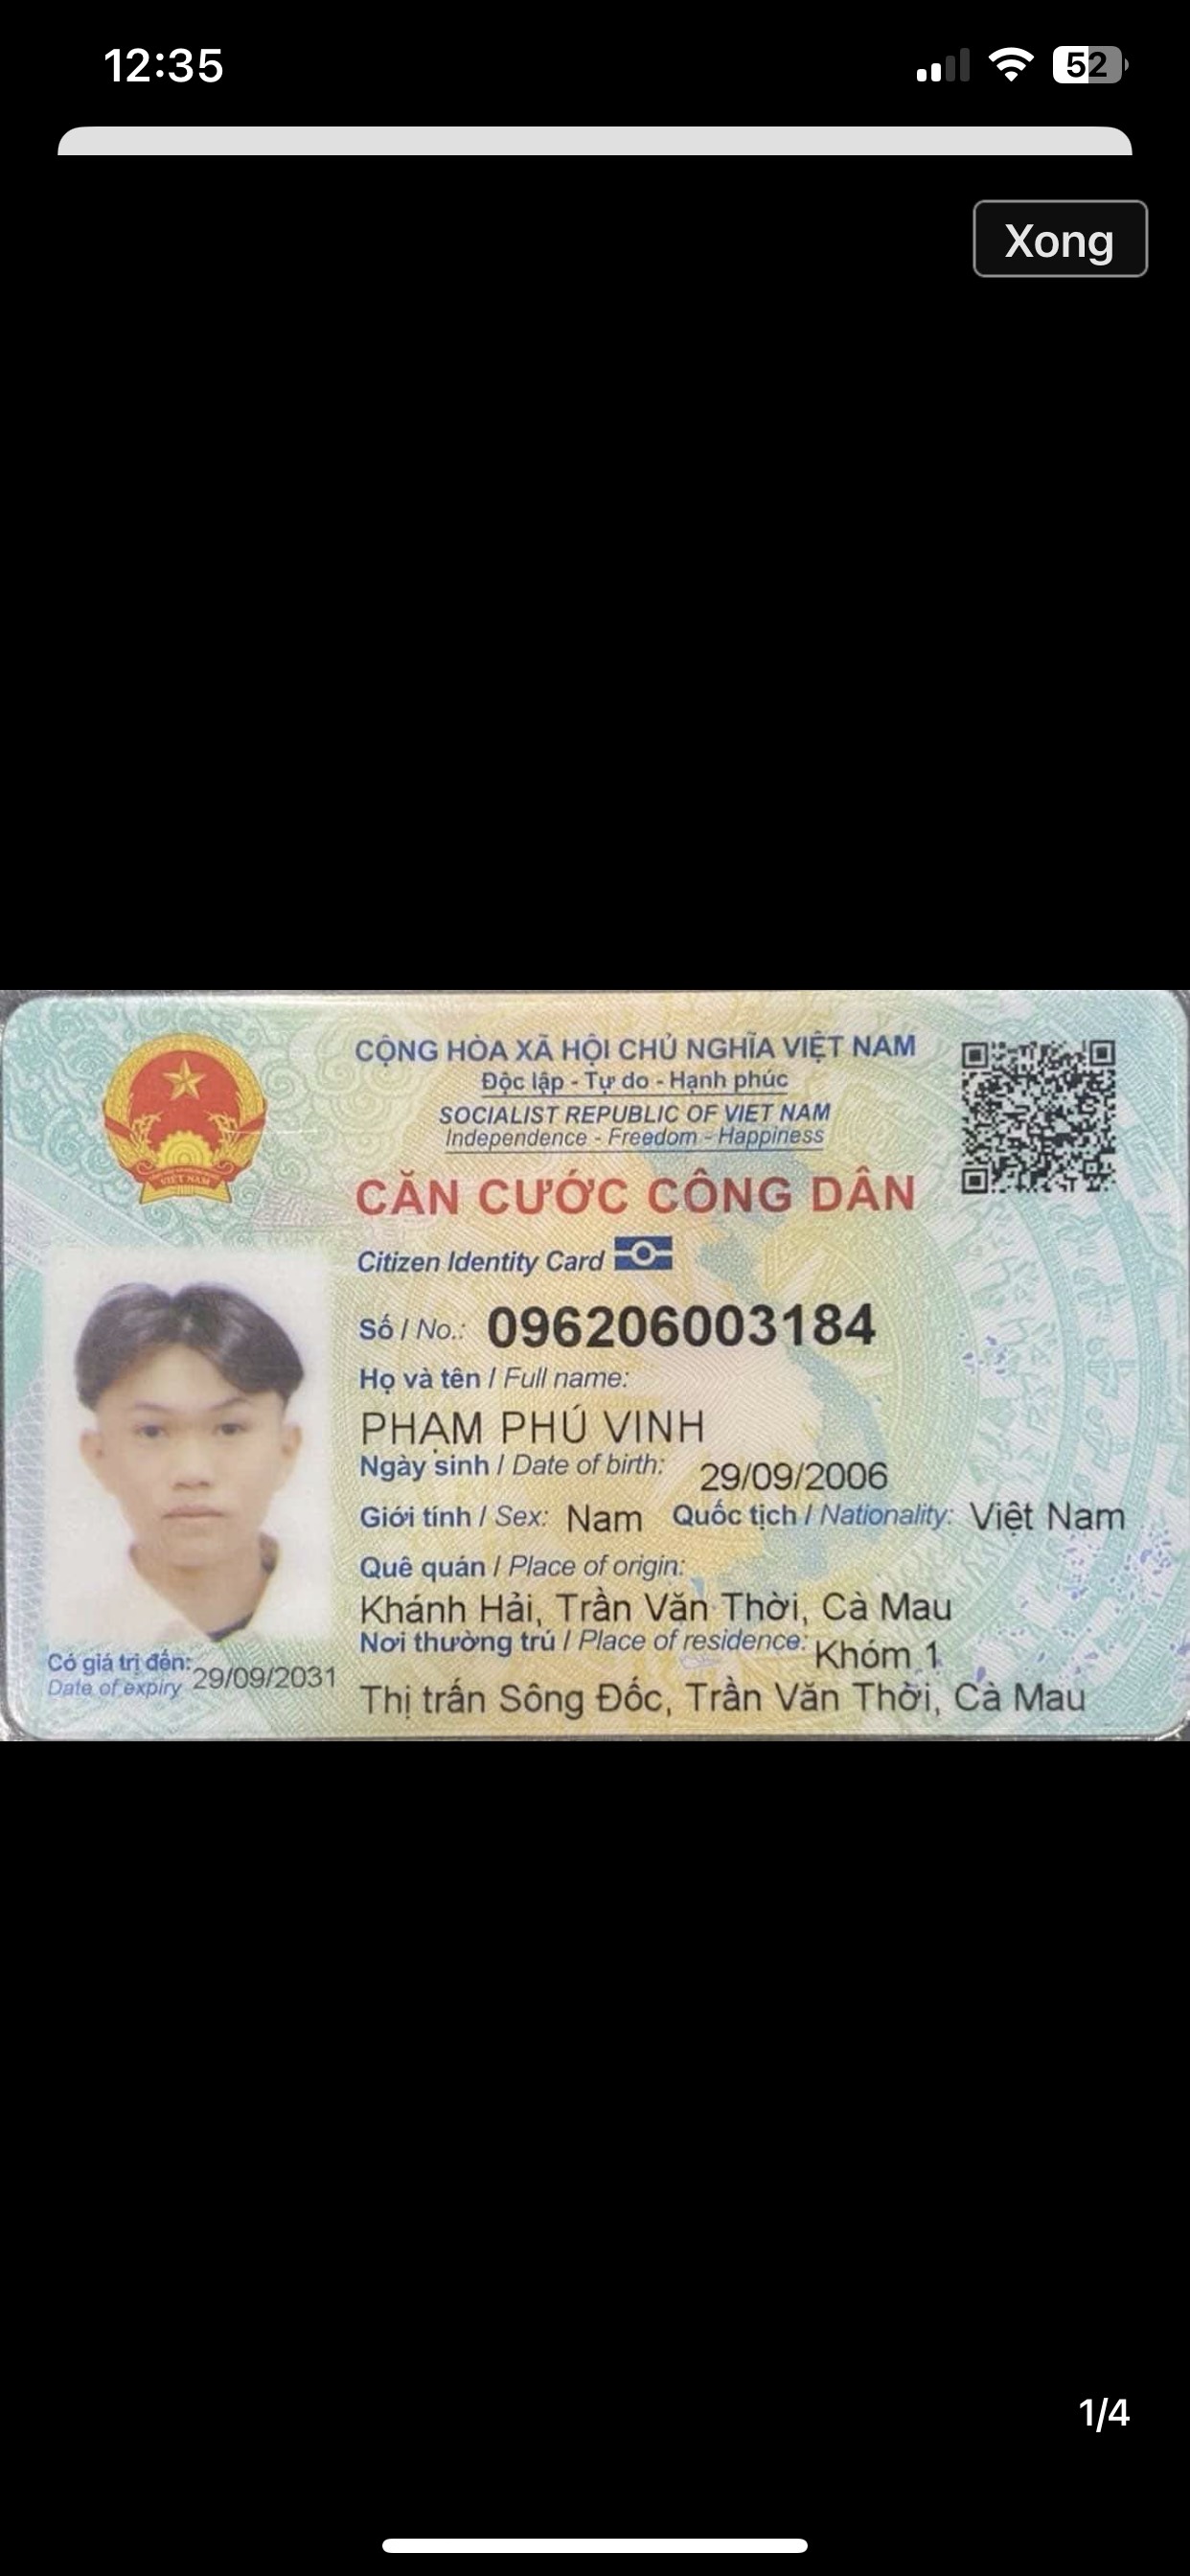 12:35
52
Xong
CỘNG HÒA XÃ HỘI CHỦ NGHĨA VIỆT NAM
Độc lập - Tự do - Hạnh phúc
SOCIALIST REPUBLIC OF VIET NAM
Independence - Freedom - Happiness
CĂN CƯỚC CÔNG DÂN
Citizen Identity Card
Số / No.: 096206003184
Họ và tên / Full name:
PHẠM PHÚ VINH
Ngày sinh / Date of birth: 29/09/2006
Giới tính / Sex: Nam Quốc tịch / Nationality: Việt Nam
Quê quán / Place of origin:
Khánh Hải, Trần Văn Thời, Cà Mau
Nơi thường trú / Place of residence: Khóm 1
Thị trấn Sông Đốc, Trần Văn Thời, Cà Mau
Có giá trị đến: 29/09/2031
Date of expiry
VIỆT NAM
1/4